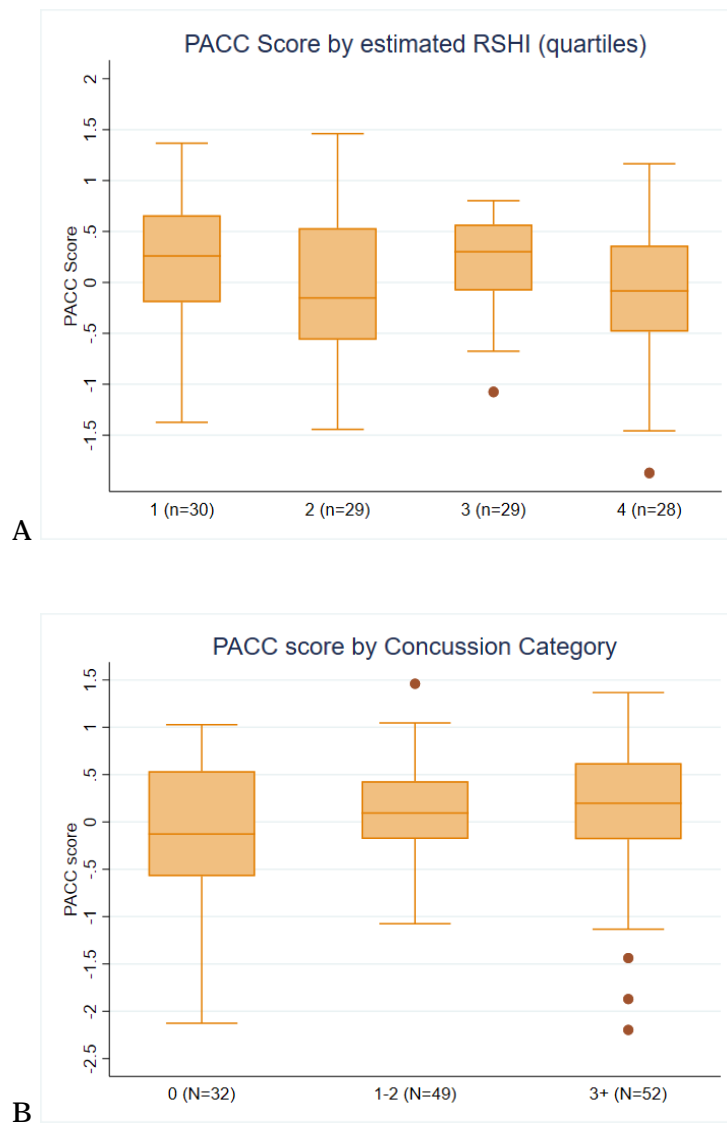 PACC Score by estimated RSHI (quartiles)
PACC Score
2
1.5
1
.5
0
-.5
-1
-1.5
1 (n=30) 2 (n=29) 3 (n=29) 4 (n=28)
A
PACC score by Concussion Category
PACC score
1.5
1
.5
0
-.5
-1
-1.5
-2
-2.5
0 (N=32) 1-2 (N=49) 3+ (N=52)
B